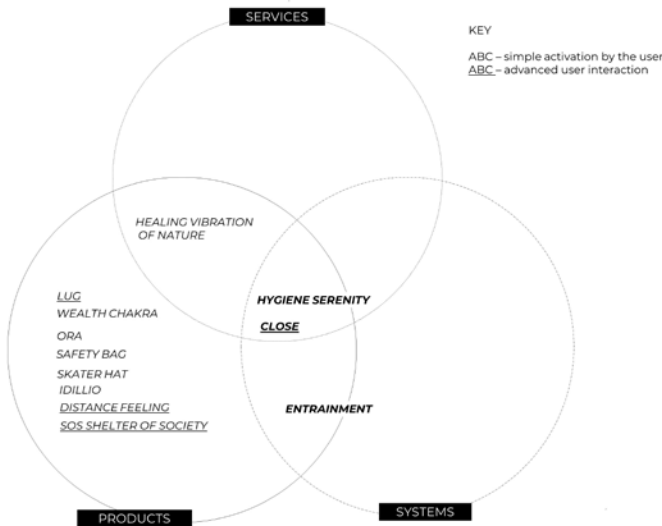 SERVICES
KEY
ABC – simple activation by the user
ABC – advanced user interaction
HEALING VIBRATION
OF NATURE
LUG
WEALTH CHAKRA
ORA
SAFETY BAG
SKATER HAT
IDILLIO
DISTANCE FEELING
SOS SHELTER OF SOCIETY
HYGIENE SERENITY
CLOSE
ENTRAINMENT
PRODUCTS
SYSTEMS